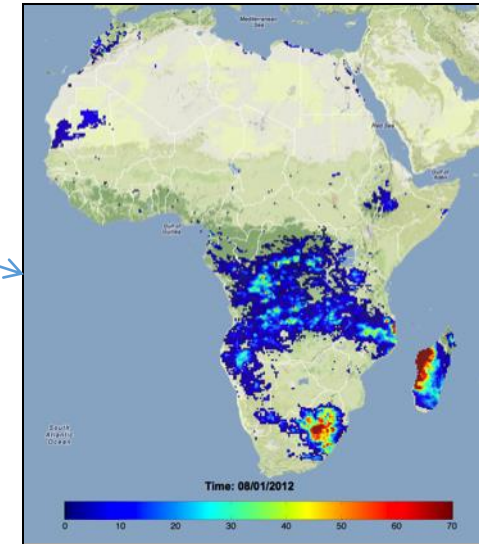 Mediterranean
Sea
Red Sea
Gulf of
Aden
Gulf of
Guinea
South
Atlantic
Ocean
Time: 08/01/2012
0 10 20 30 40 50 60 70